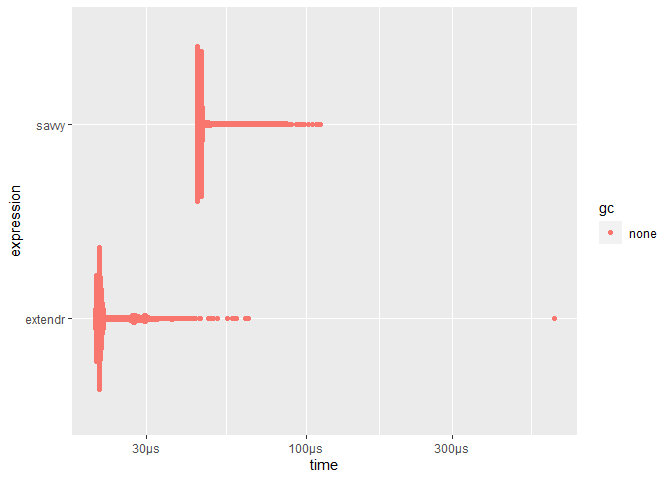 expression
savvy
extendr
30µs
100µs
300µs
time
gc
none